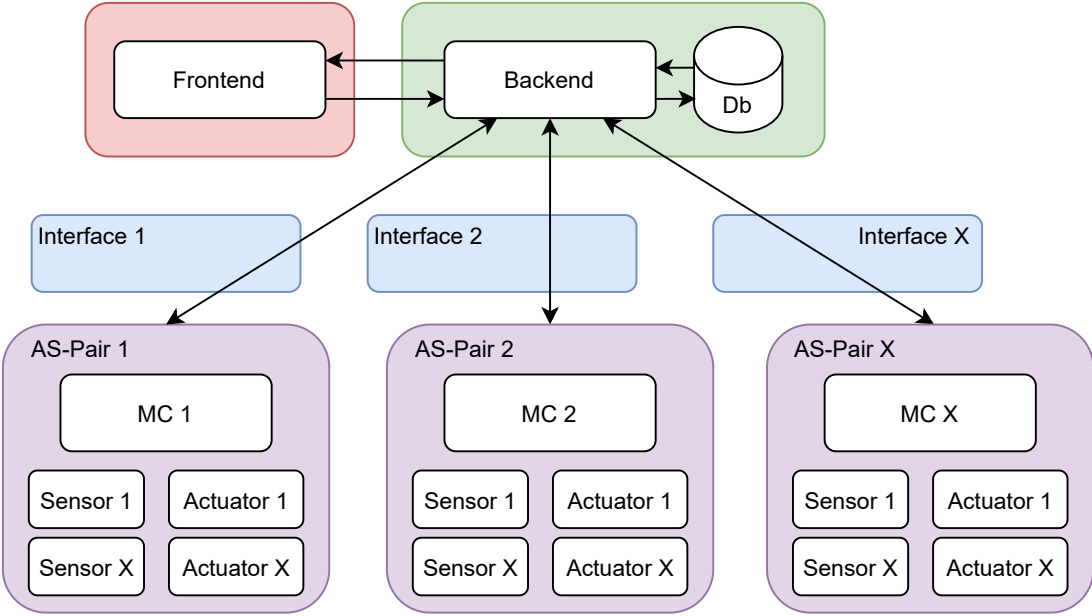 Frontend
Backend
Db
Interface 1
Interface 2
Interface X
AS-Pair 1
MC 1
Sensor 1
Actuator 1
Sensor X
Actuator X
AS-Pair 2
MC 2
Sensor 1
Actuator 1
Sensor X
Actuator X
AS-Pair X
MC X
Sensor 1
Actuator 1
Sensor X
Actuator X